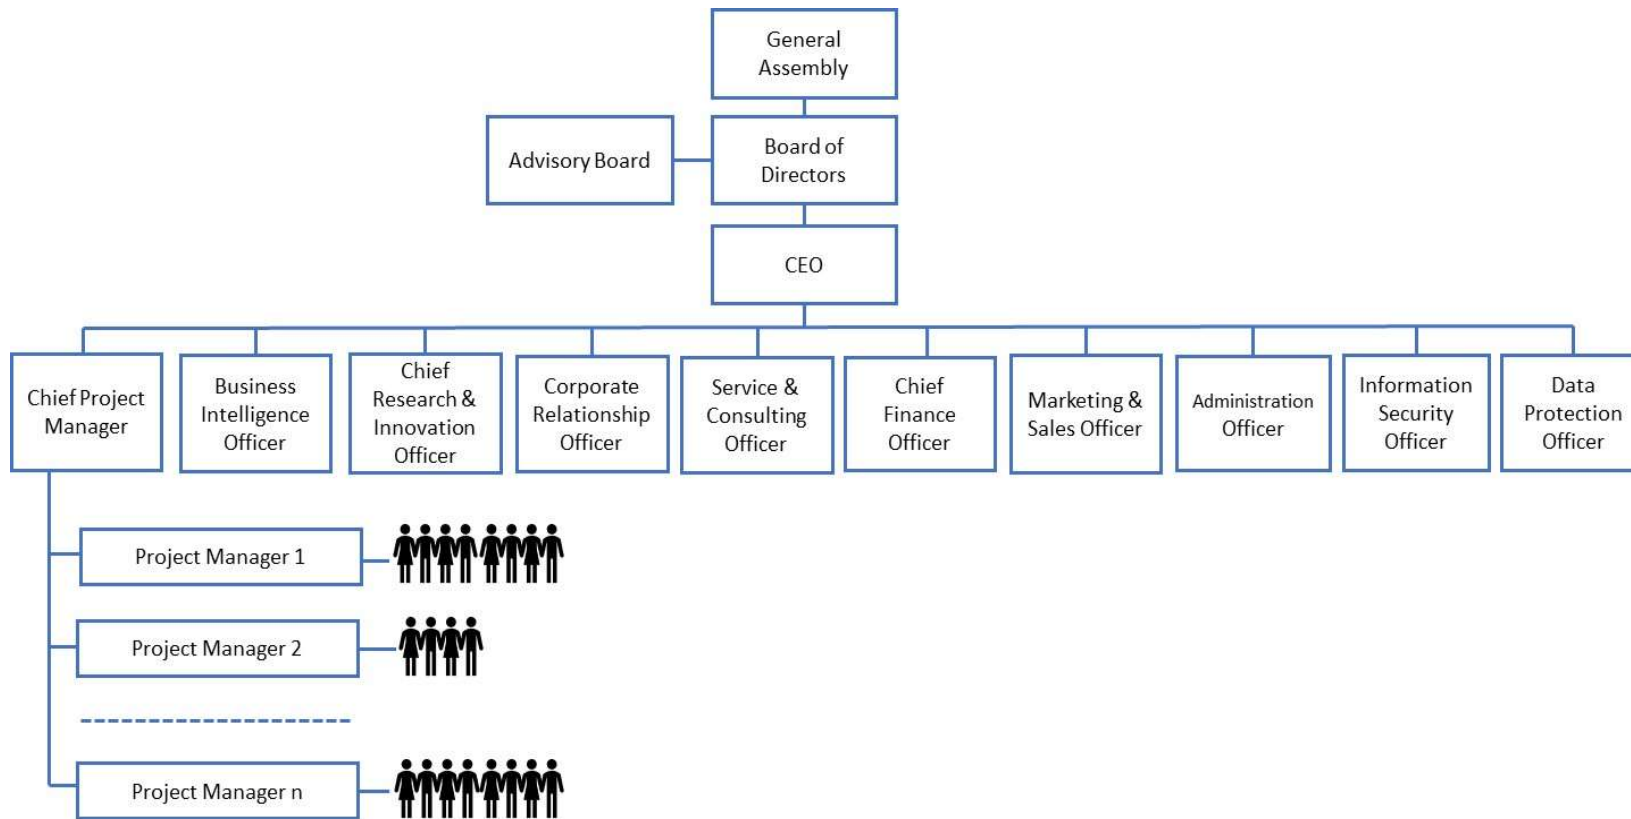 General
Assembly
Advisory Board
Board of
Directors
CEO
Chief Project
Manager
Business
Intelligence
Officer
Chief
Research &
Innovation
Officer
Corporate
Relationship
Officer
Service &
Consulting
Officer
Chief
Finance
Officer
Marketing &
Sales Officer
Administration
Officer
Information
Security
Officer
Data
Protection
Officer
Project Manager 1
Project Manager 2
Project Manager n